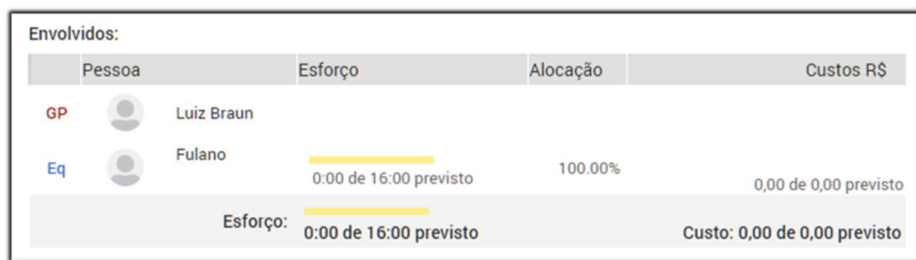 Envolvidos:
Pessoa Esforço Alocação Custos R$
GP Luiz Braun
Eq Fulano 0:00 de 16:00 previsto 100.00% 0,00 de 0,00 previsto
Esforço: 0:00 de 16:00 previsto Custo: 0,00 de 0,00 previsto